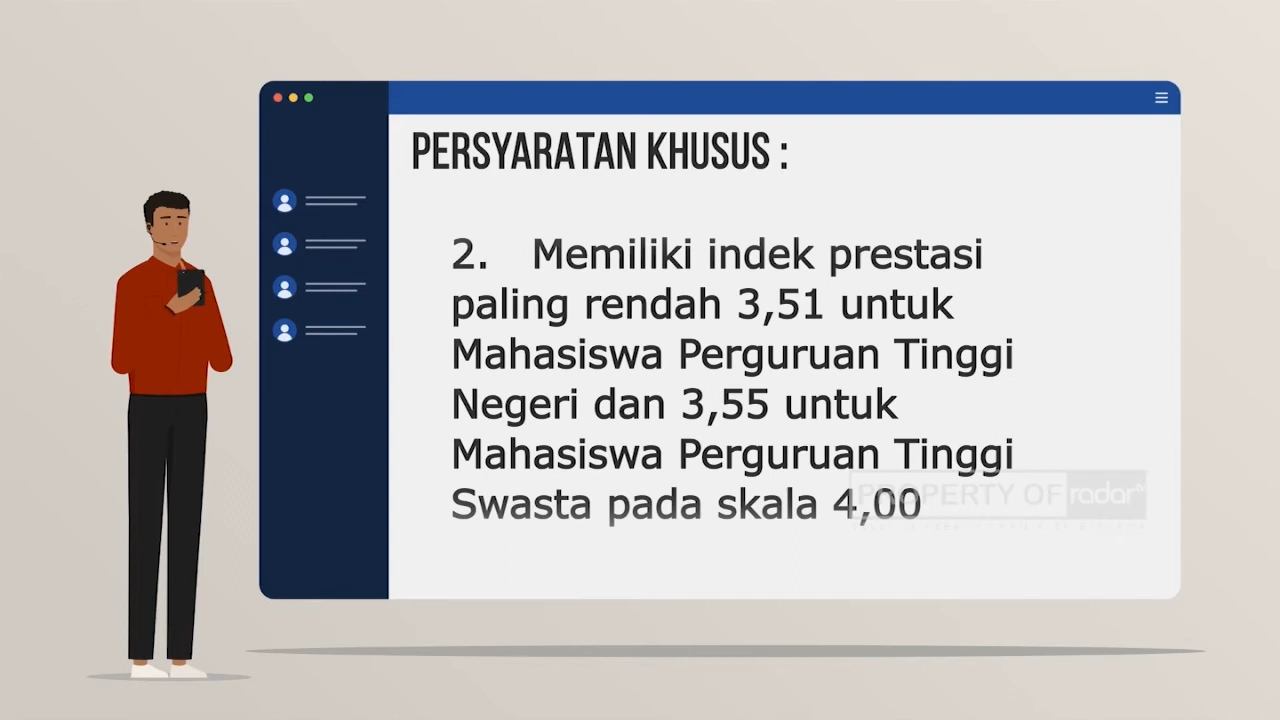 PERSYARATAN KHUSUS :
2. Memiliki indek prestasi
paling rendah 3,51 untuk
Mahasiswa Perguruan Tinggi
Negeri dan 3,55 untuk
Mahasiswa Perguruan Tinggi
Swasta pada skala 4,00
PROPERTY OF radar